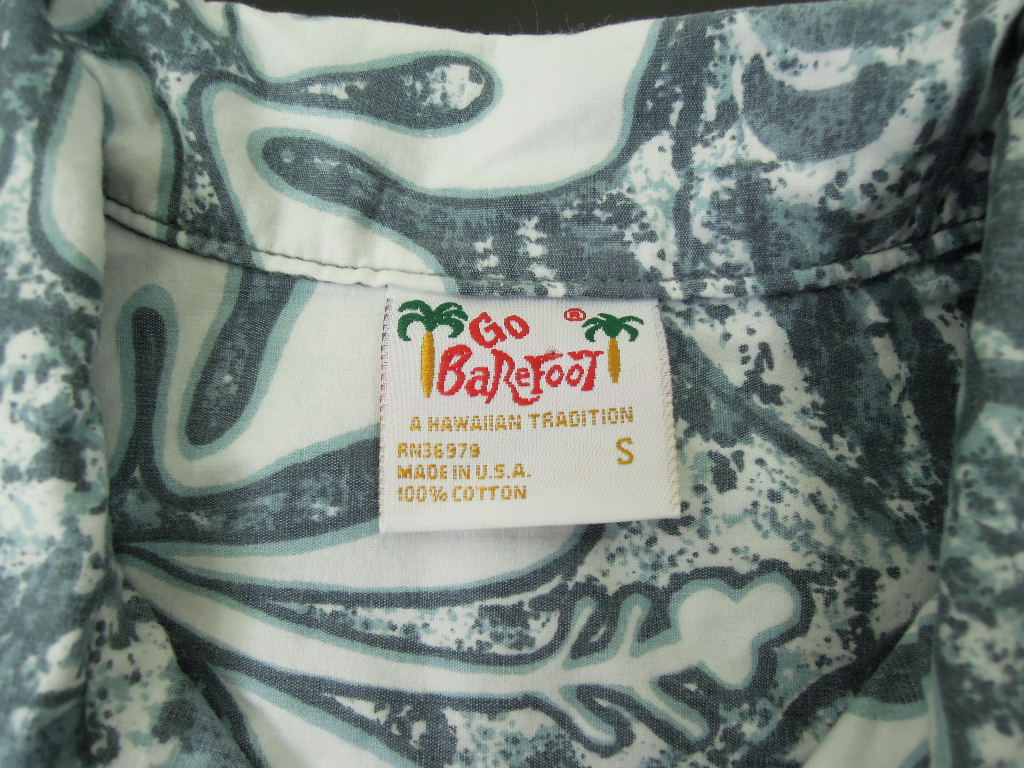 Go ®
BaReFooT
A HAWAIIAN TRADITION
RN36979 S
MADE IN U.S.A.
100% COTTON